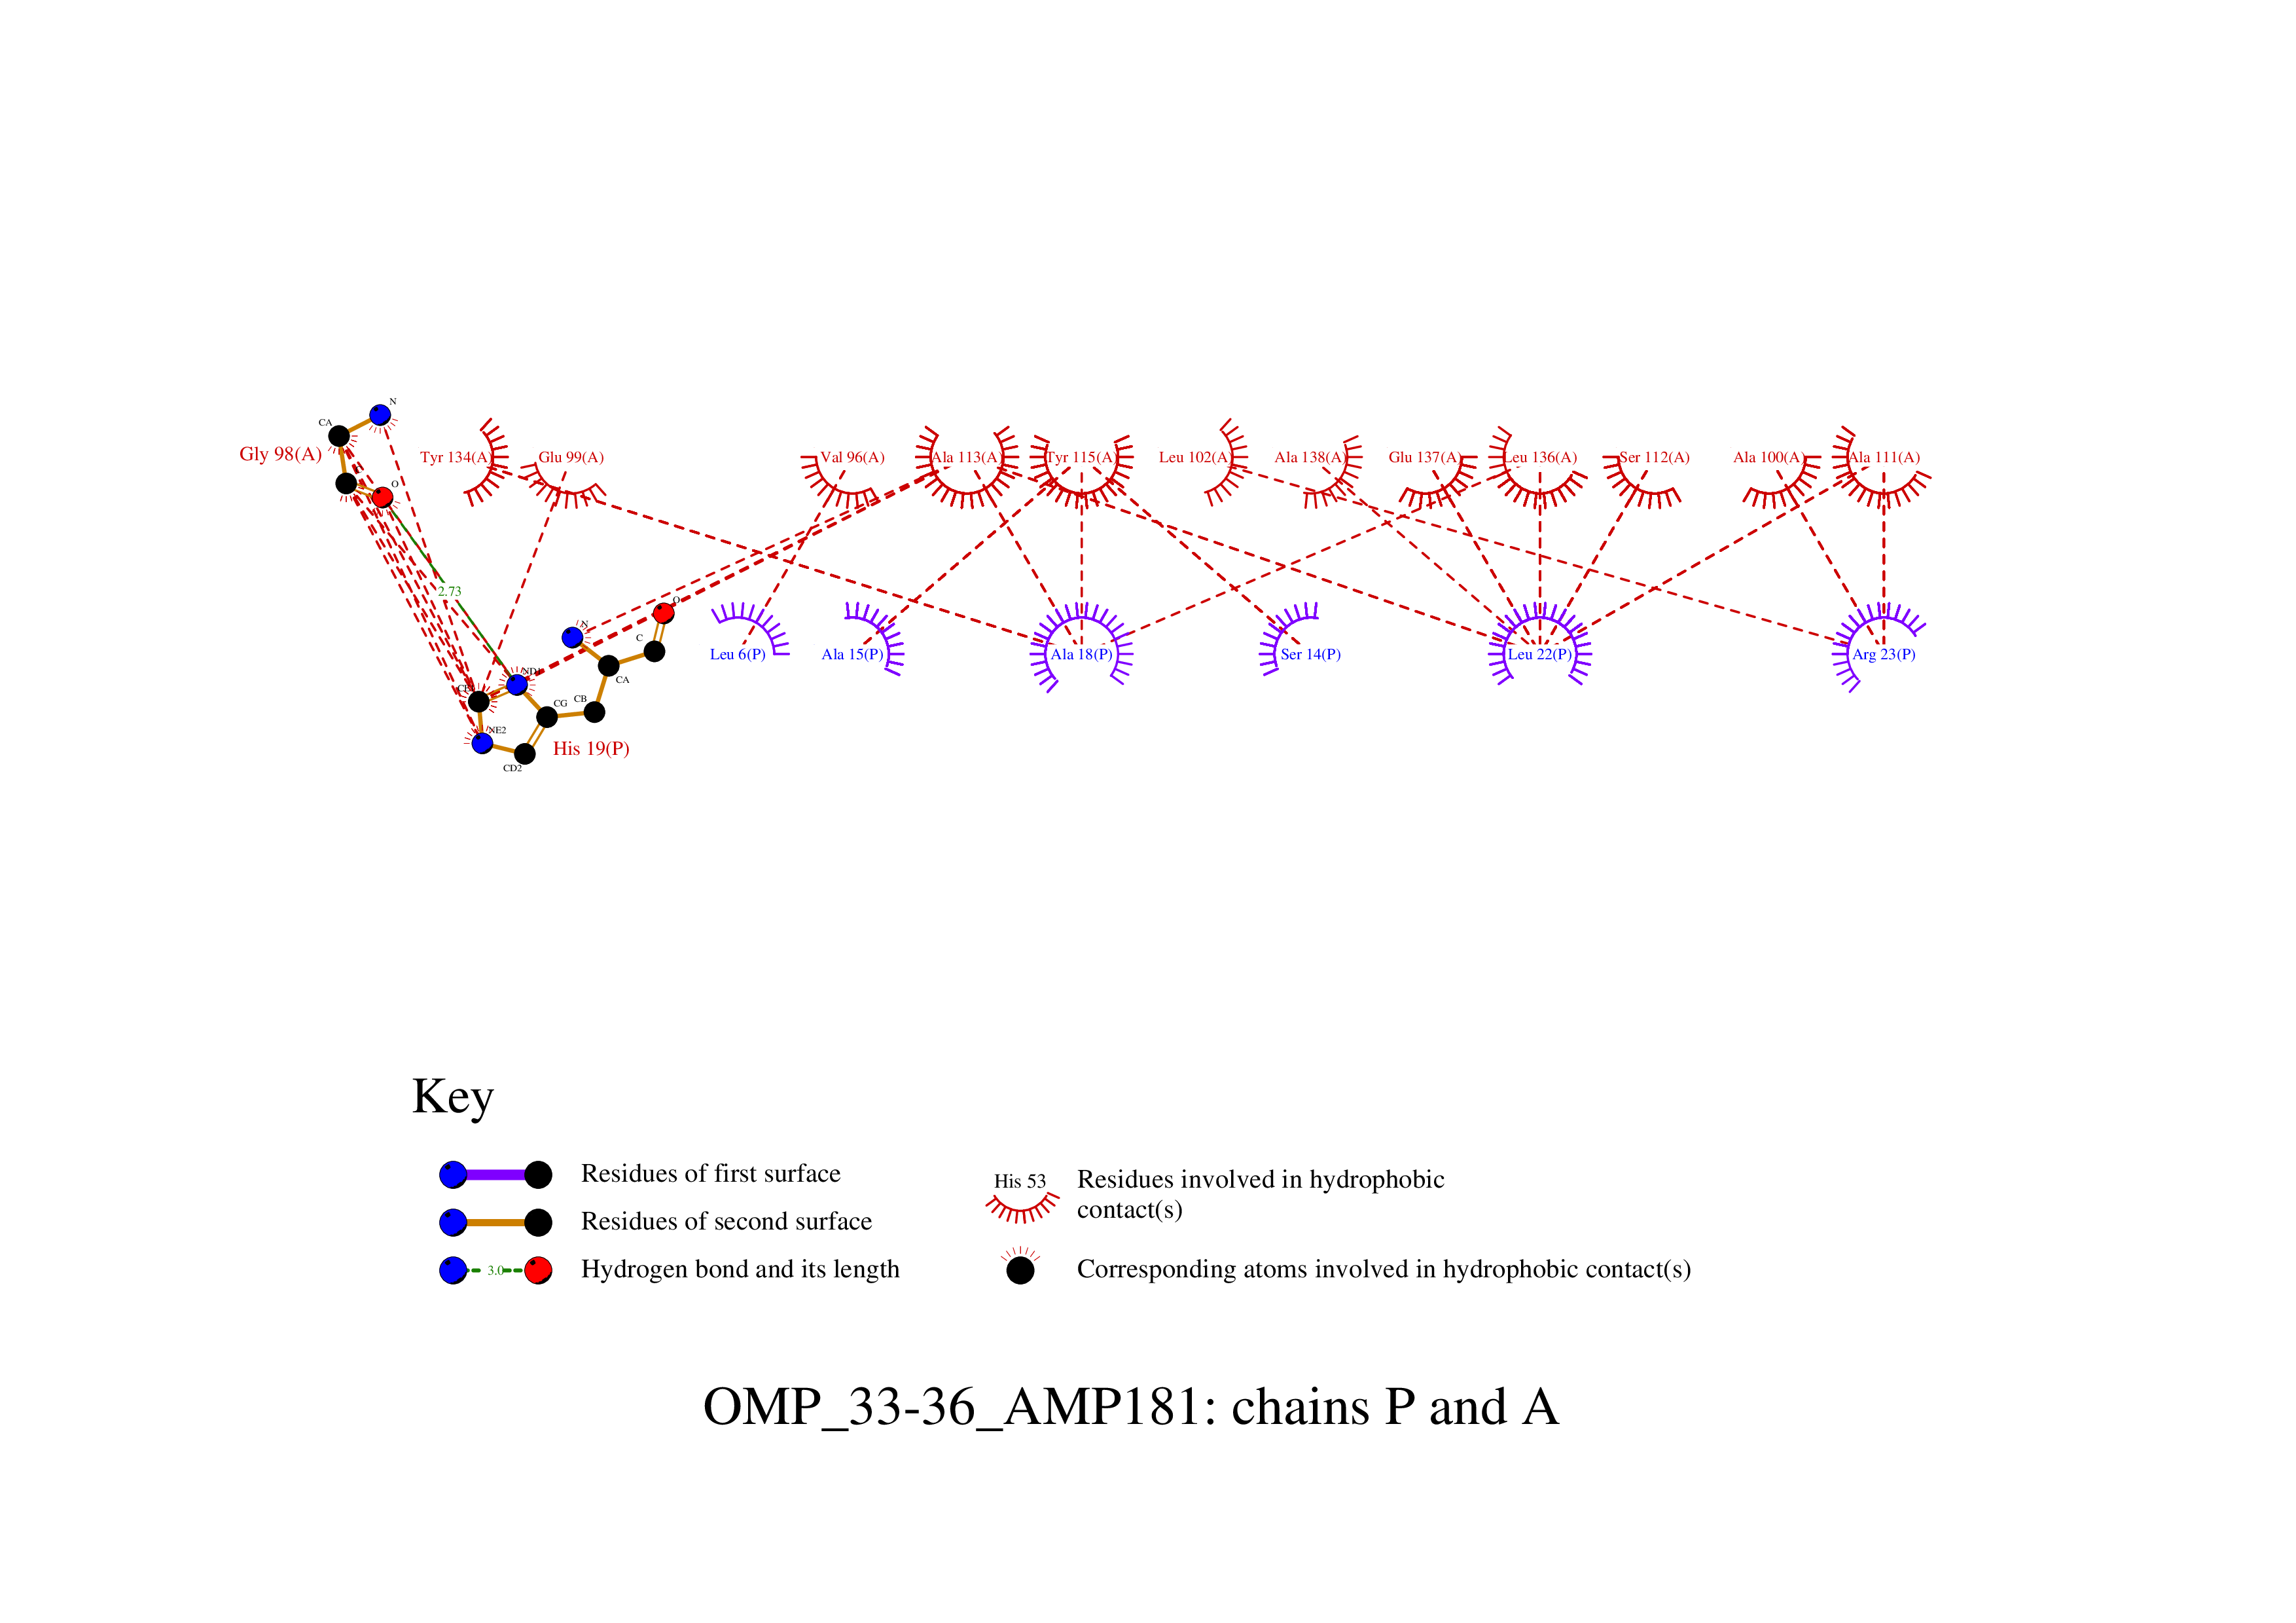 N
CA
Gly 98(A)
C
O
Tyr 134(A)
Glu 99(A)
Val 96(A)
Ala 113(A)
Tyr 115(A)
Leu 102(A)
Ala 138(A)
Glu 137(A)
Leu 136(A)
Ser 112(A)
Ala 100(A)
Ala 111(A)
2.73
N
O
C
CA
ND1
CE1
CB
CG
NE2
CD2
His 19(P)
Leu 6(P)
Ala 15(P)
Ala 18(P)
Ser 14(P)
Leu 22(P)
Arg 23(P)
Key
Residues of first surface
Residues of second surface
3.0
Hydrogen bond and its length
His 53
Residues involved in hydrophobic
contact(s)
Corresponding atoms involved in hydrophobic contact(s)
OMP_33-36_AMP181: chains P and A